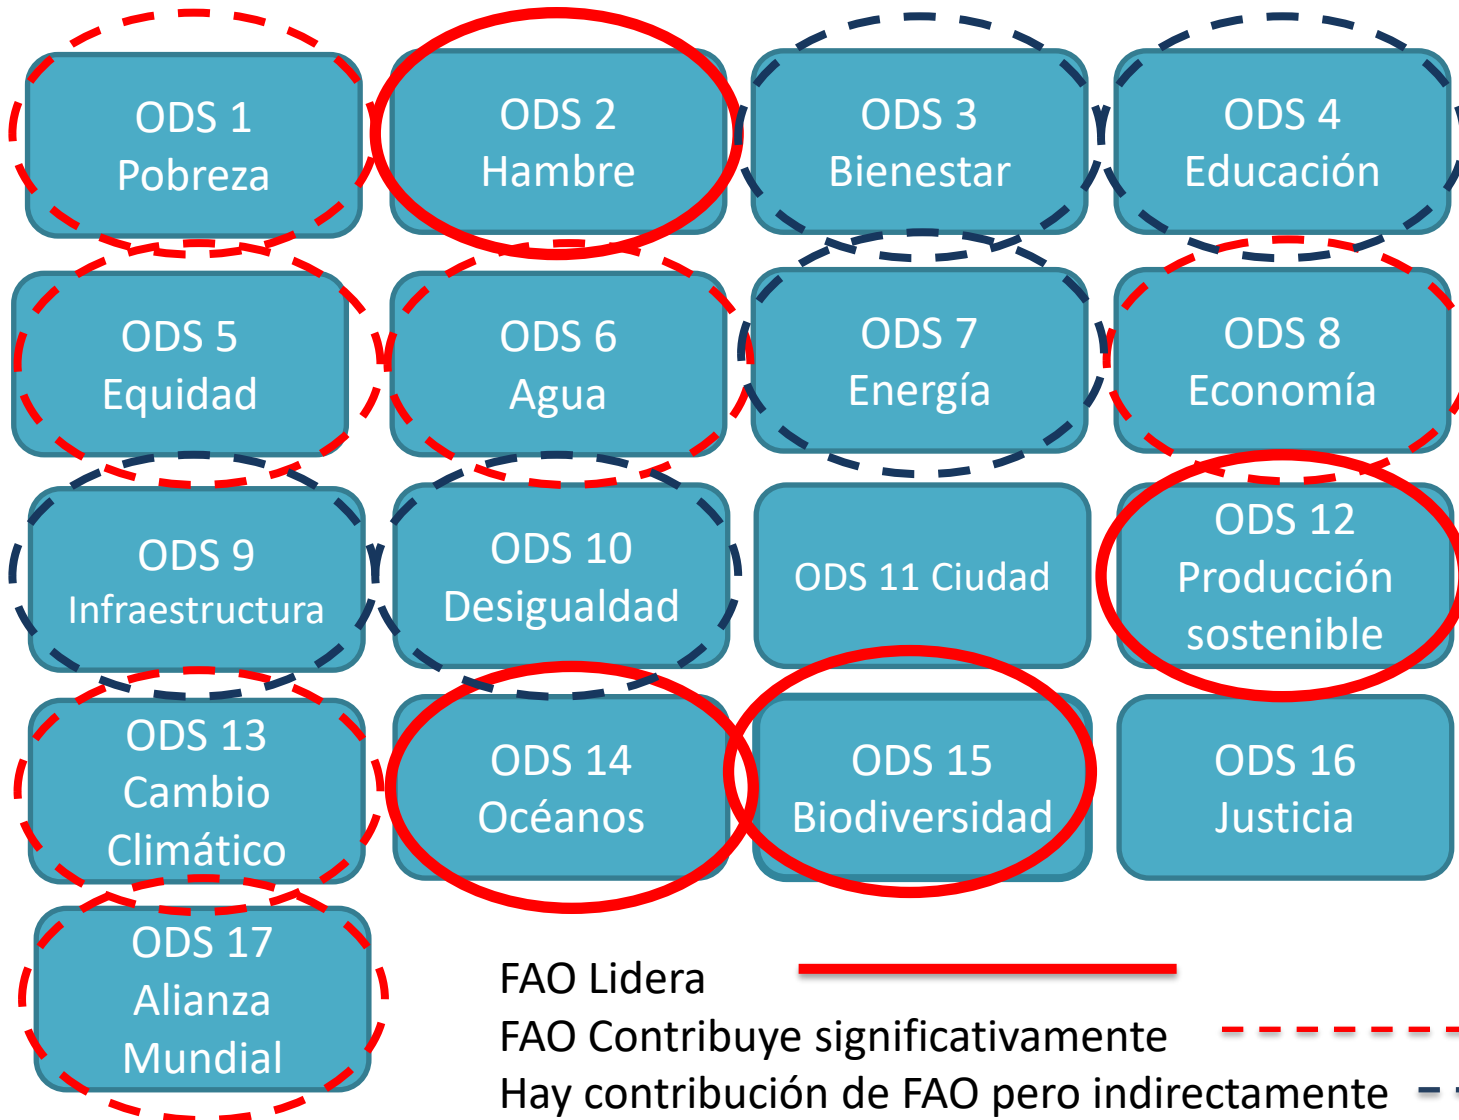 ODS 1
Pobreza
ODS 2
Hambre
ODS 3
Bienestar
ODS 4
Educación
ODS 5
Equidad
ODS 6
Agua
ODS 7
Energía
ODS 8
Economía
ODS 9
Infraestructura
ODS 10
Desigualdad
ODS 11 Ciudad
ODS 12
Producción
sostenible
ODS 13
Cambio
Climático
ODS 14
Océanos
ODS 15
Biodiversidad
ODS 16
Justicia
ODS 17
Alianza
Mundial
FAO Lidera
FAO Contribuye significativamente
Hay contribución de FAO pero indirectamente